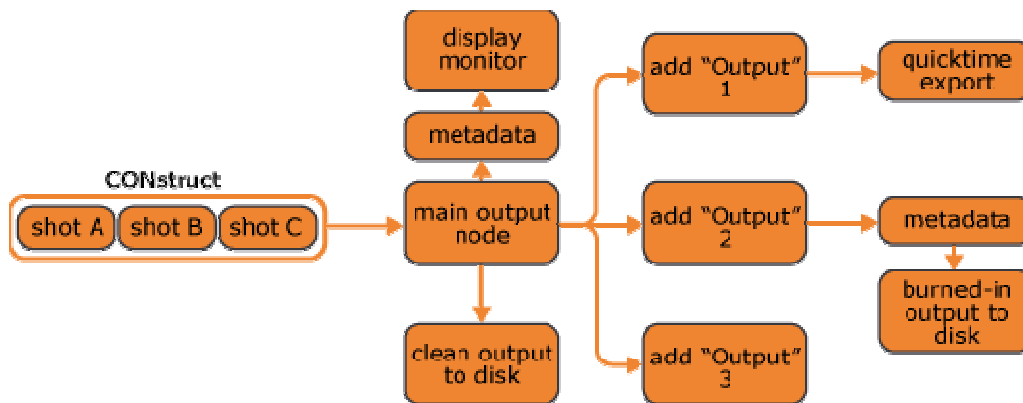 display
monitor
metadata
CONstruct
shot A
shot B
shot C
main output
node
clean output
to disk
add “Output”
1
quicktime
export
add “Output”
2
metadata
burned-in
output to
disk
add “Output”
3